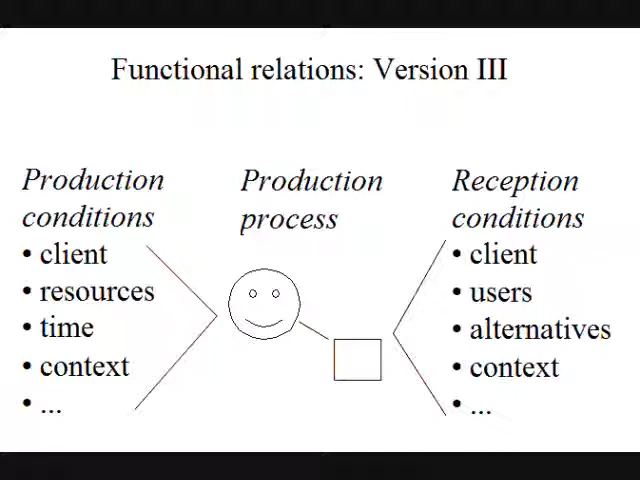 Functional relations: Version III
Production
conditions
• client
• resources
• time
• context
• ...
Production
process
Reception
conditions
• client
• users
• alternatives
• context
• ...